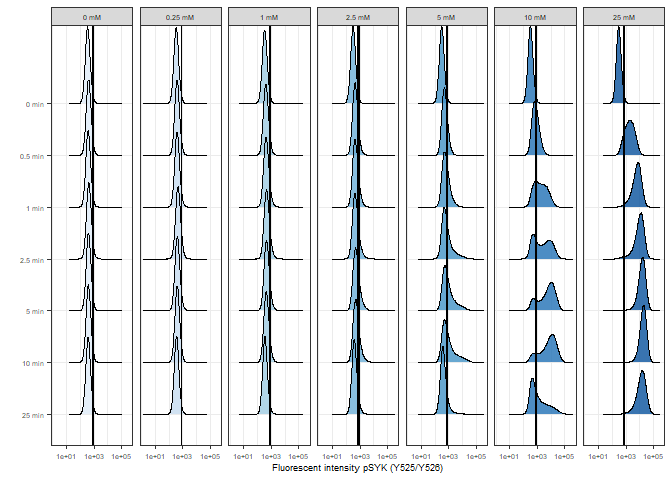 0 mM 0.25 mM 1 mM 2.5 mM 5 mM 10 mM 25 mM
0 min
0.5 min
1 min
2.5 min
5 min
10 min
25 min
1e+01 1e+03 1e+05 1e+01 1e+03 1e+05 1e+01 1e+03 1e+05 1e+01 1e+03 1e+05 1e+01 1e+03 1e+05 1e+01 1e+03 1e+05 1e+01 1e+03 1e+05
Fluorescent intensity pSYK (Y525/Y526)